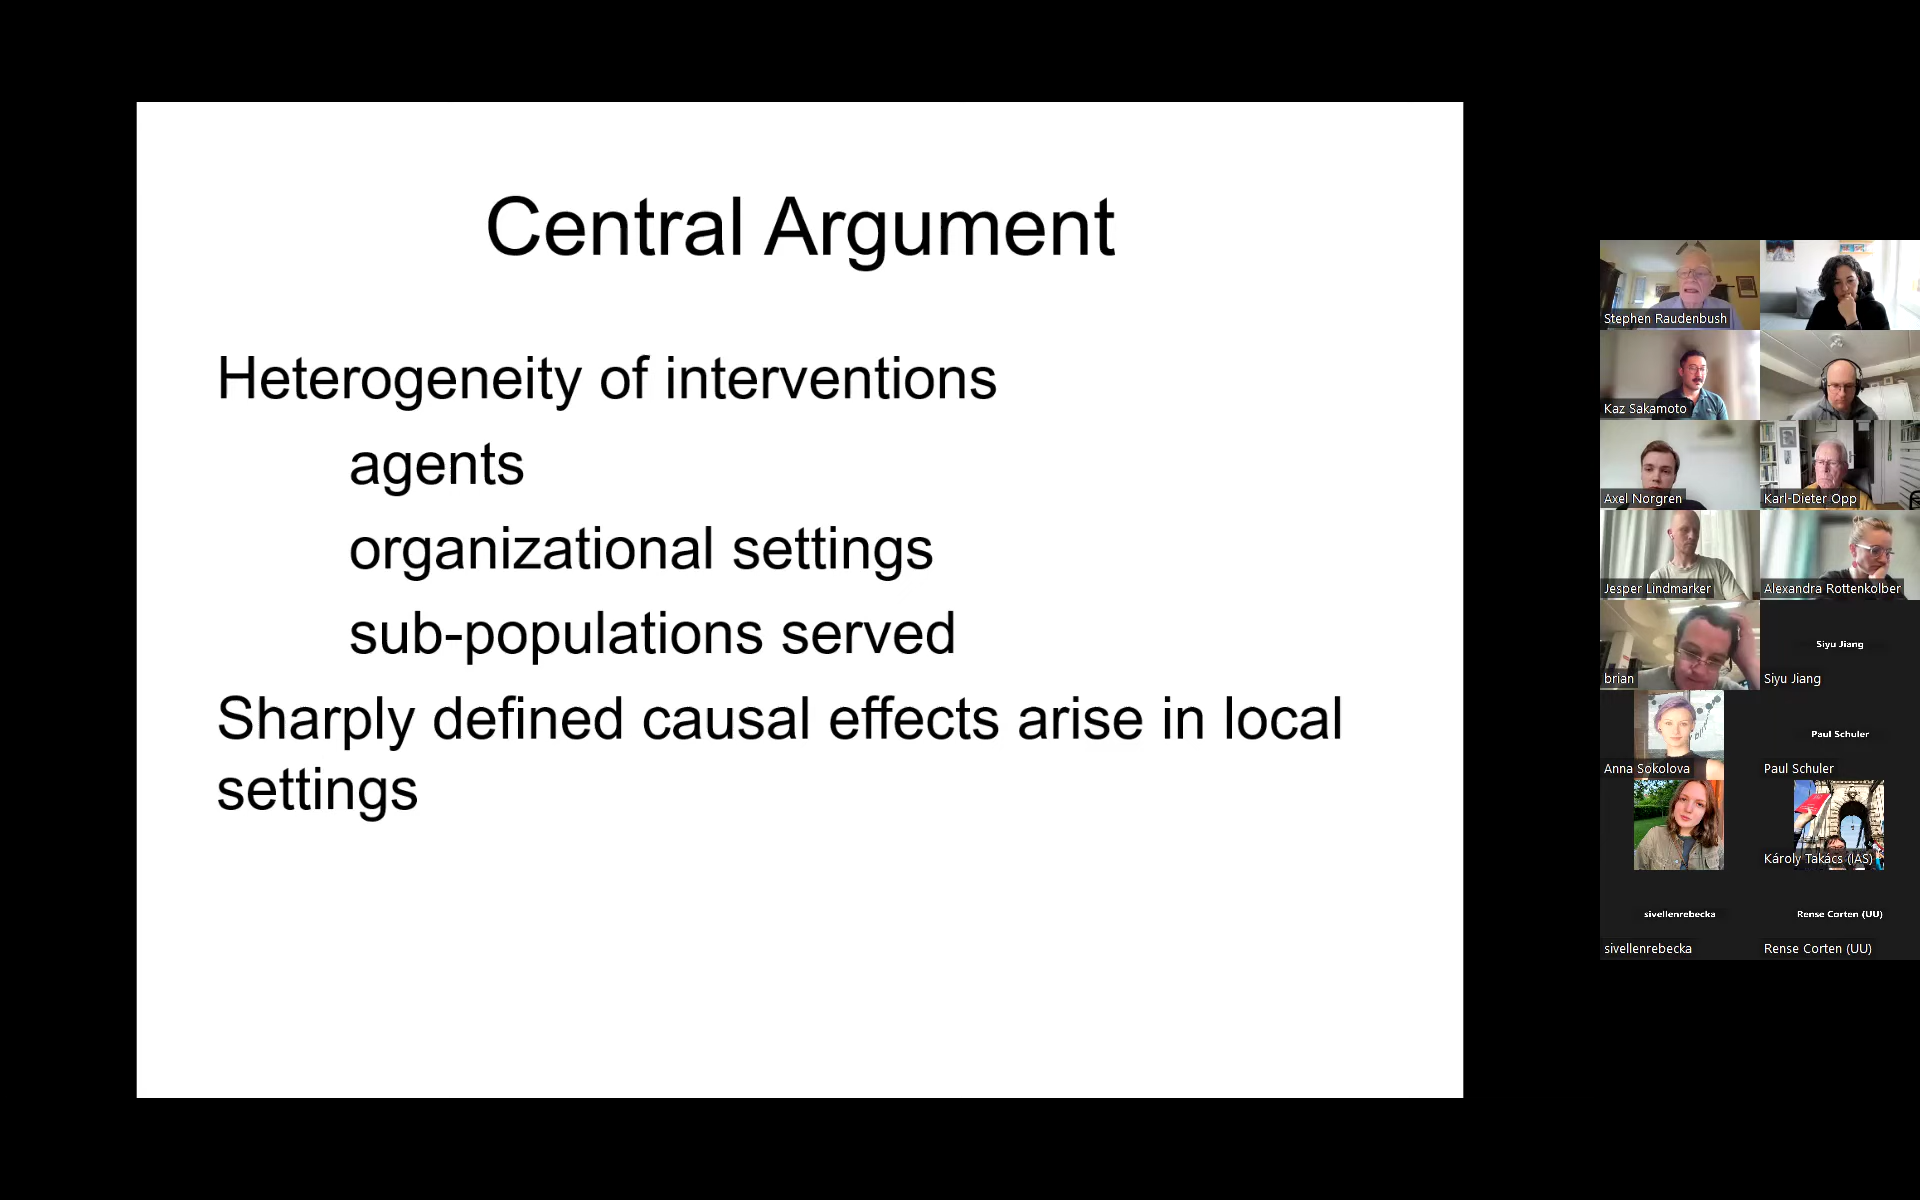 Central Argument
Heterogeneity of interventions
agents
organizational settings
sub-populations served
Sharply defined causal effects arise in local
settings
Stephen Raudenbush
Kaz Sakamoto
Axel Norgren
Karl-Dieter Opp
Jesper Lindmarker
Alexandra Rottenkolber
brian
Siyu Jiang
Siyu Jiang
Anna Sokolova
Paul Schuler
Paul Schuler
Károly Takács (IAS)
sivellenrebecka
sivellenrebecka
Rense Corten (UU)
Rense Corten (UU)